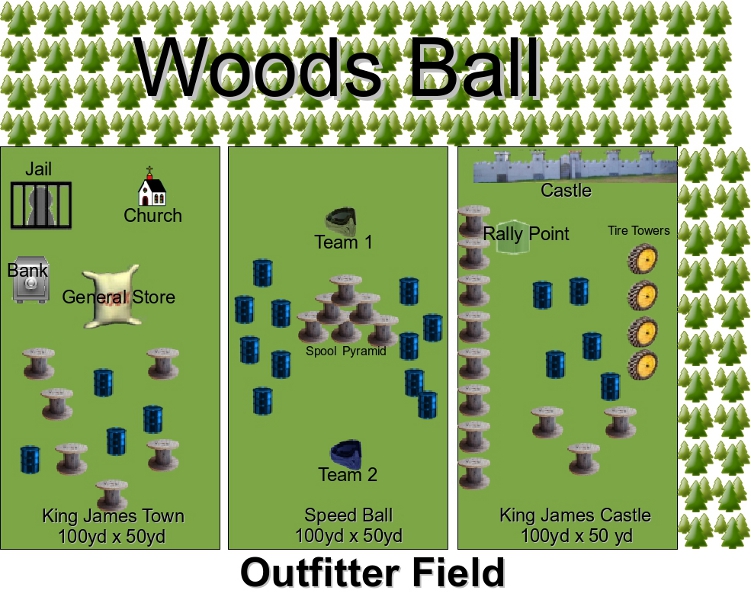 Woods Ball
Jail
Church
Bank
General Store
King James Town
100yd x 50yd
Team 1
Spool Pyramid
Team 2
Speed Ball
100yd x 50yd
Castle
Rally Point
Tire Towers
King James Castle
100yd x 50 yd
Outfitter Field